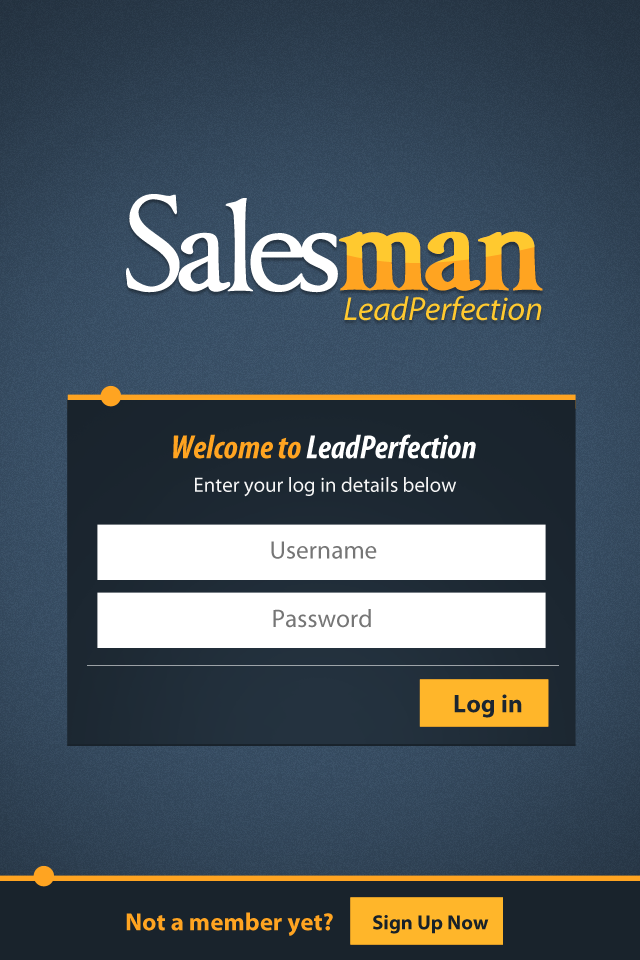 Salesman
LeadPerfection
Welcome to LeadPerfection
Enter your log in details below
Username
Password
Log in
Not a member yet? Sign Up Now